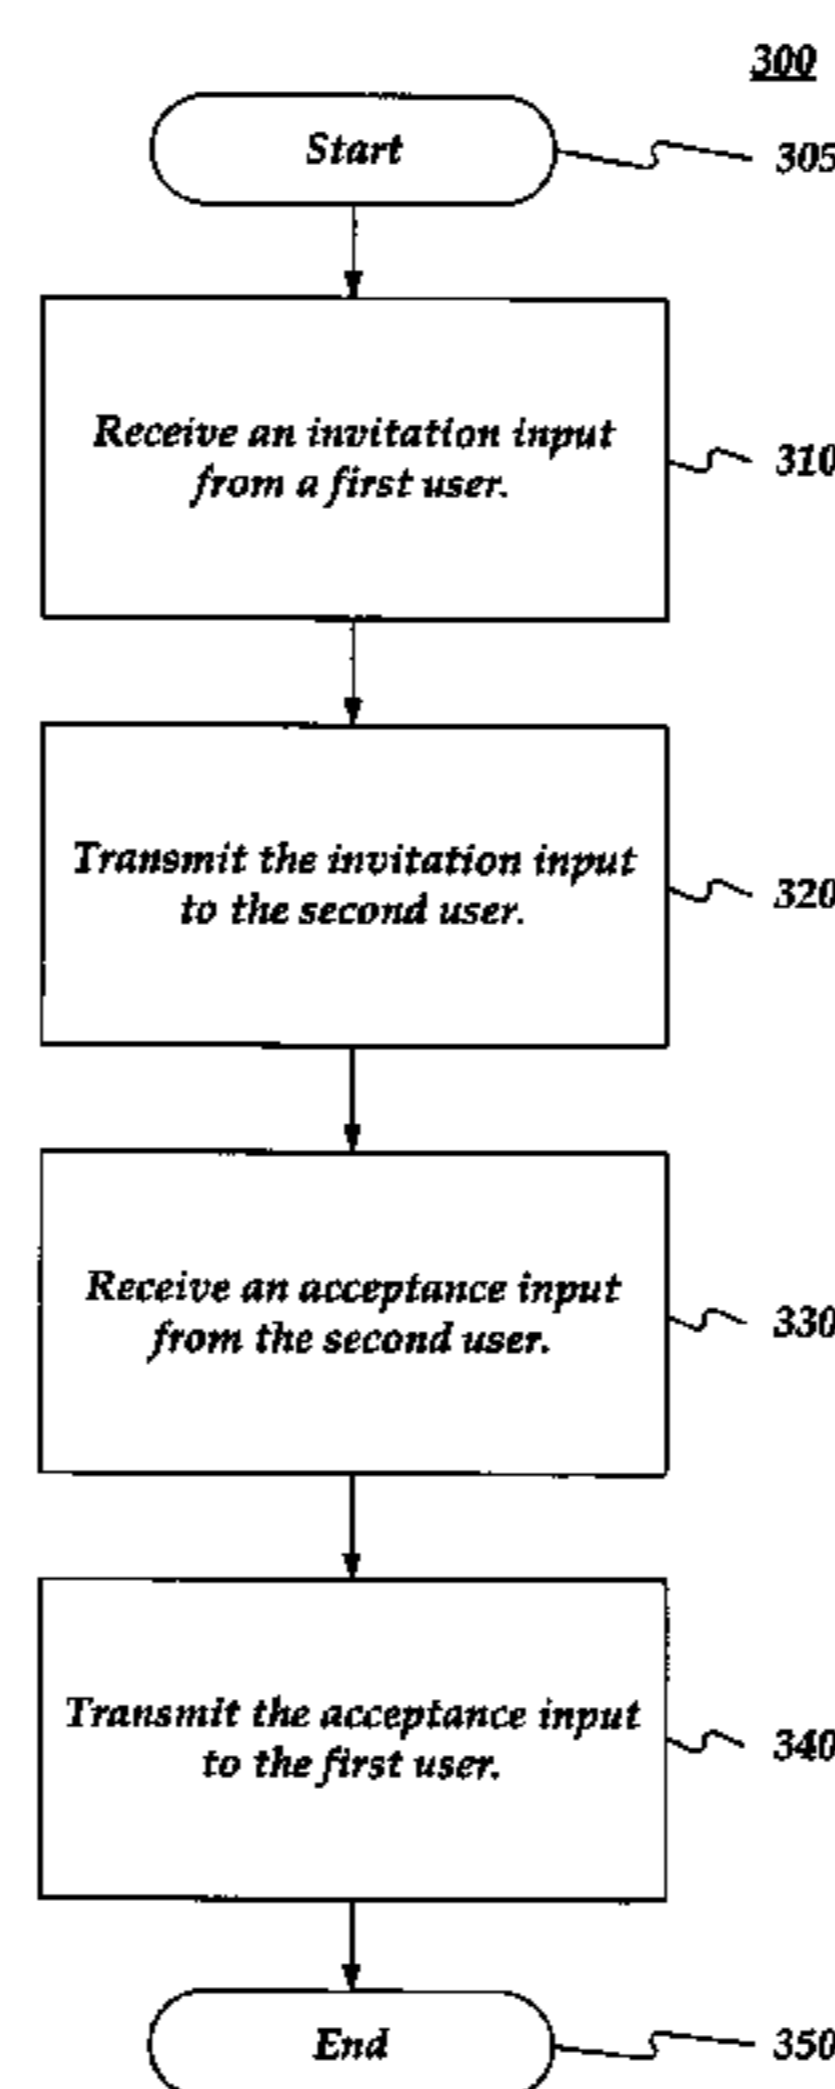 300
Start
305
Receive an invitation input
from a first user.
310
Transmit the invitation input
to the second user.
320
Receive an acceptance input
from the second user.
330
Transmit the acceptance input
to the first user.
340
End
350